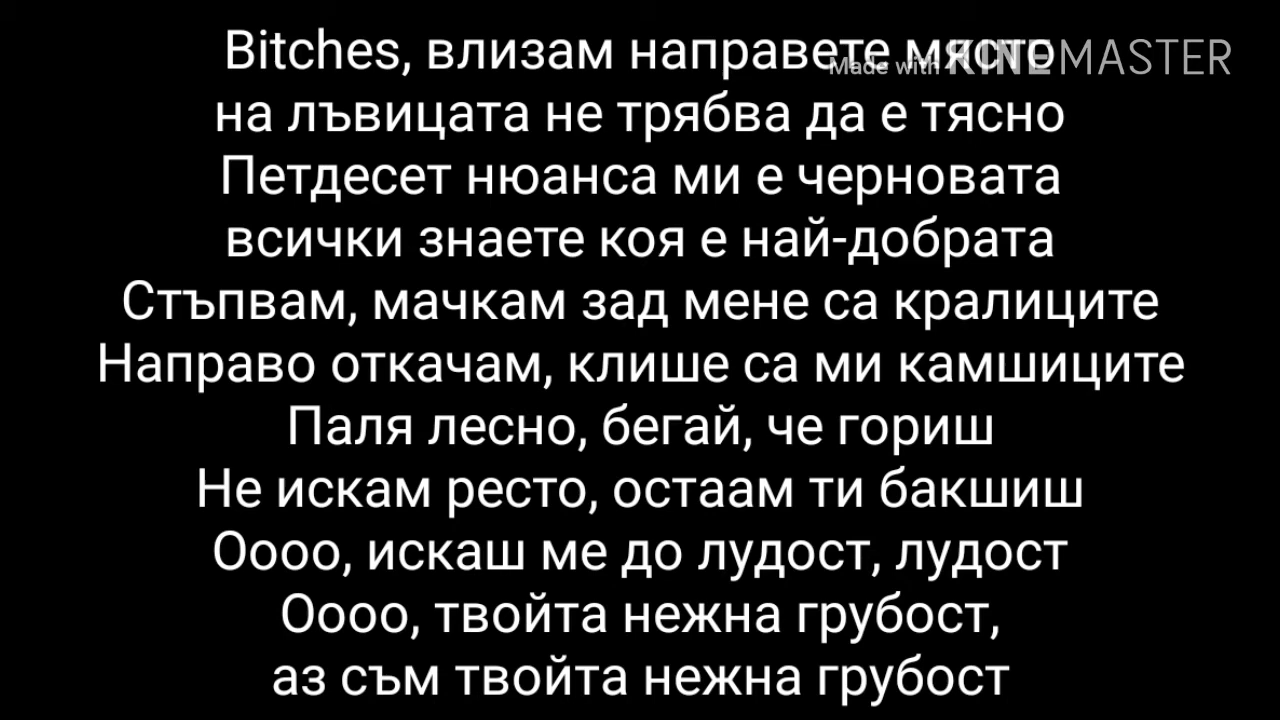 Bitches, влизам направете място
Made with KINEMASTER
на лъвицата не трябва да е тясно
Петдесет нюанса ми е черновата
всички знаете коя е най-добрата
Стъпвам, мачкам зад мене са кралиците
Направо откачам, клише са ми камшиците
Паля лесно, бегай, че гориш
Не искам ресто, остаам ти бакшиш
Оооо, искаш ме до лудост, лудост
Оооо, твойта нежна грубост,
аз съм твойта нежна грубост